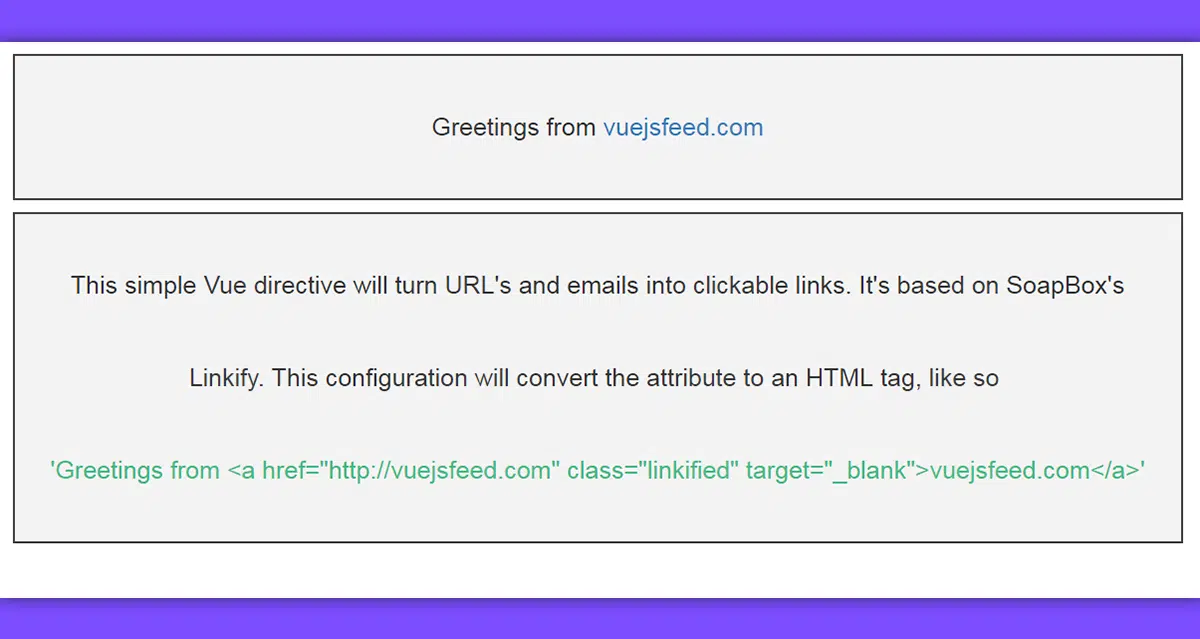 Greetings from vuejsfeed.com
This simple Vue directive will turn URL's and emails into clickable links. It's based on SoapBox's
Linkify. This configuration will convert the attribute to an HTML tag, like so
'Greetings from <a href="http://vuejsfeed.com" class="linkified" target="_blank">vuejsfeed.com</a>'